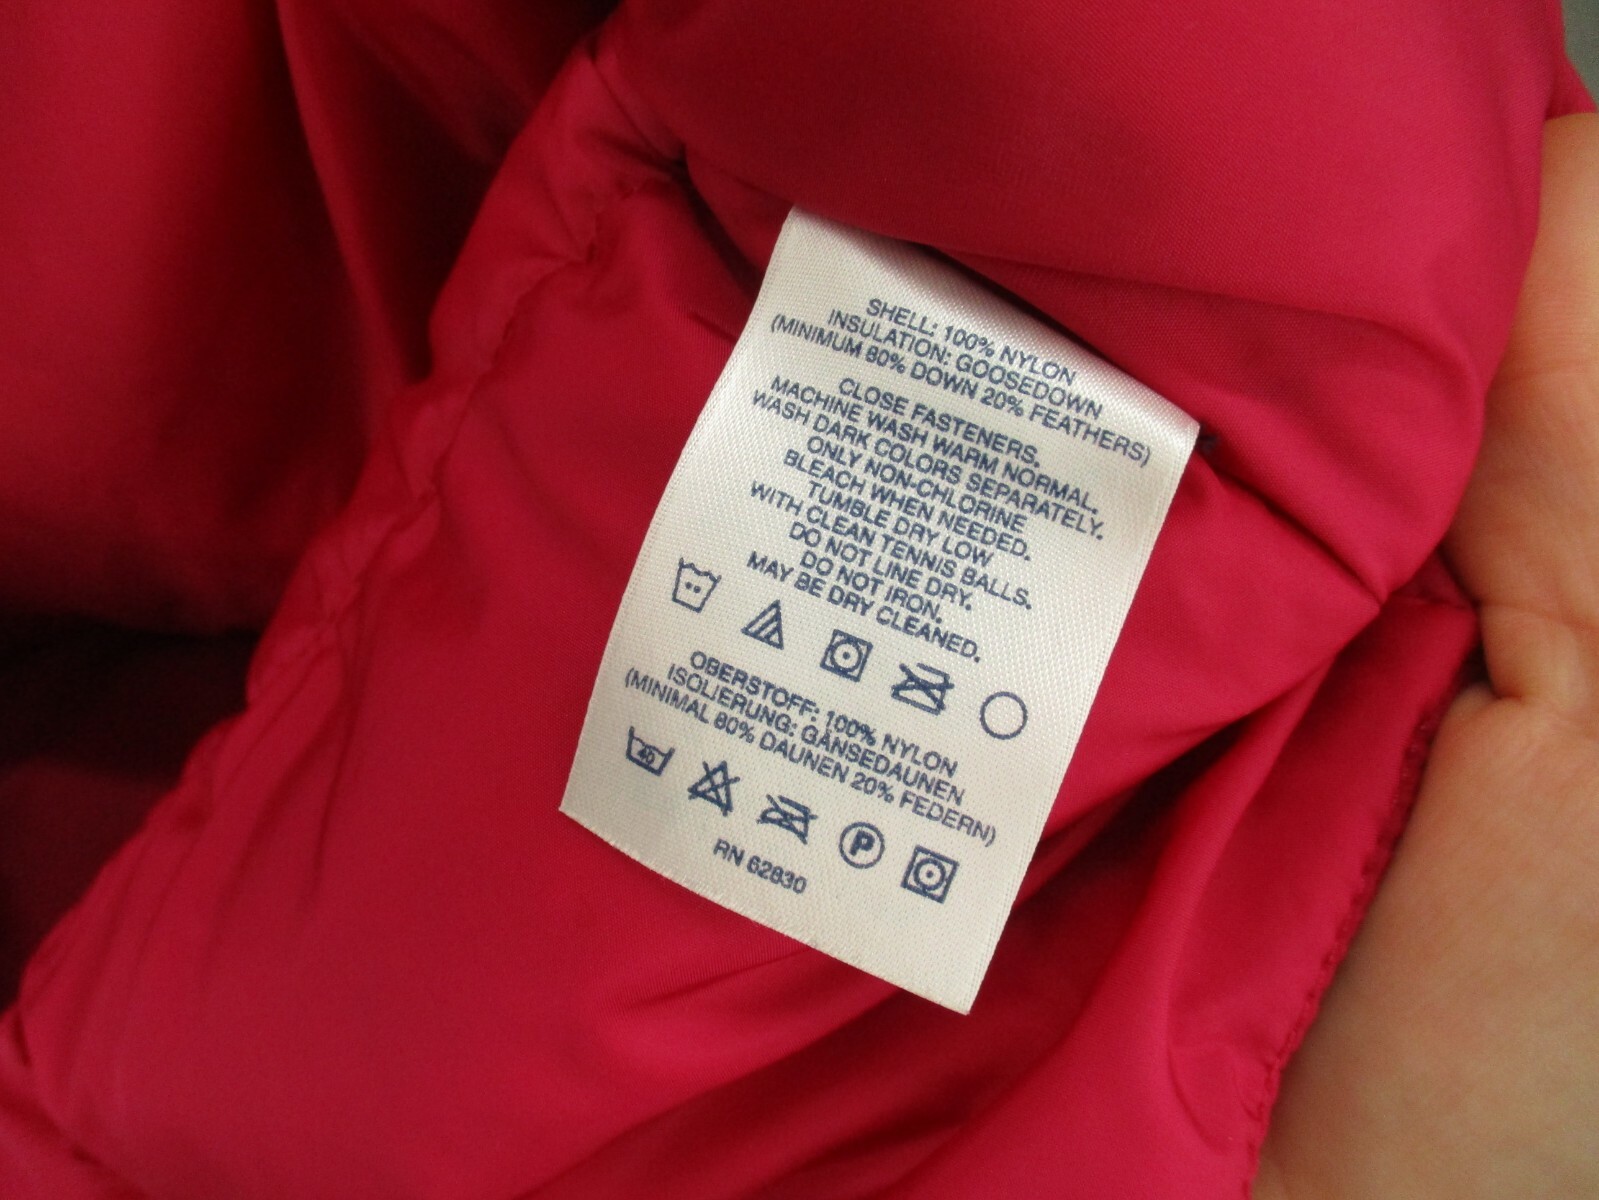 SHELL: 100% NYLON
INSULATION: GOOSEDOWN
(MINIMUM 80% DOWN 20% FEATHERS)
CLOSE FASTENERS.
MACHINE WASH WARM NORMAL.
WASH DARK COLORS SEPARATELY.
ONLY NON-CHLORINE
BLEACH WHEN NEEDED.
TUMBLE DRY LOW
WITH CLEAN TENNIS BALLS.
DO NOT LINE DRY.
DO NOT IRON.
MAY BE DRY CLEANED.
OBERSTOFF: 100% NYLON
ISOLIERUNG: GÄNSEDAUNEN
(MINIMAL 80% DAUNEN 20% FEDERN)
40 P
RN 62830